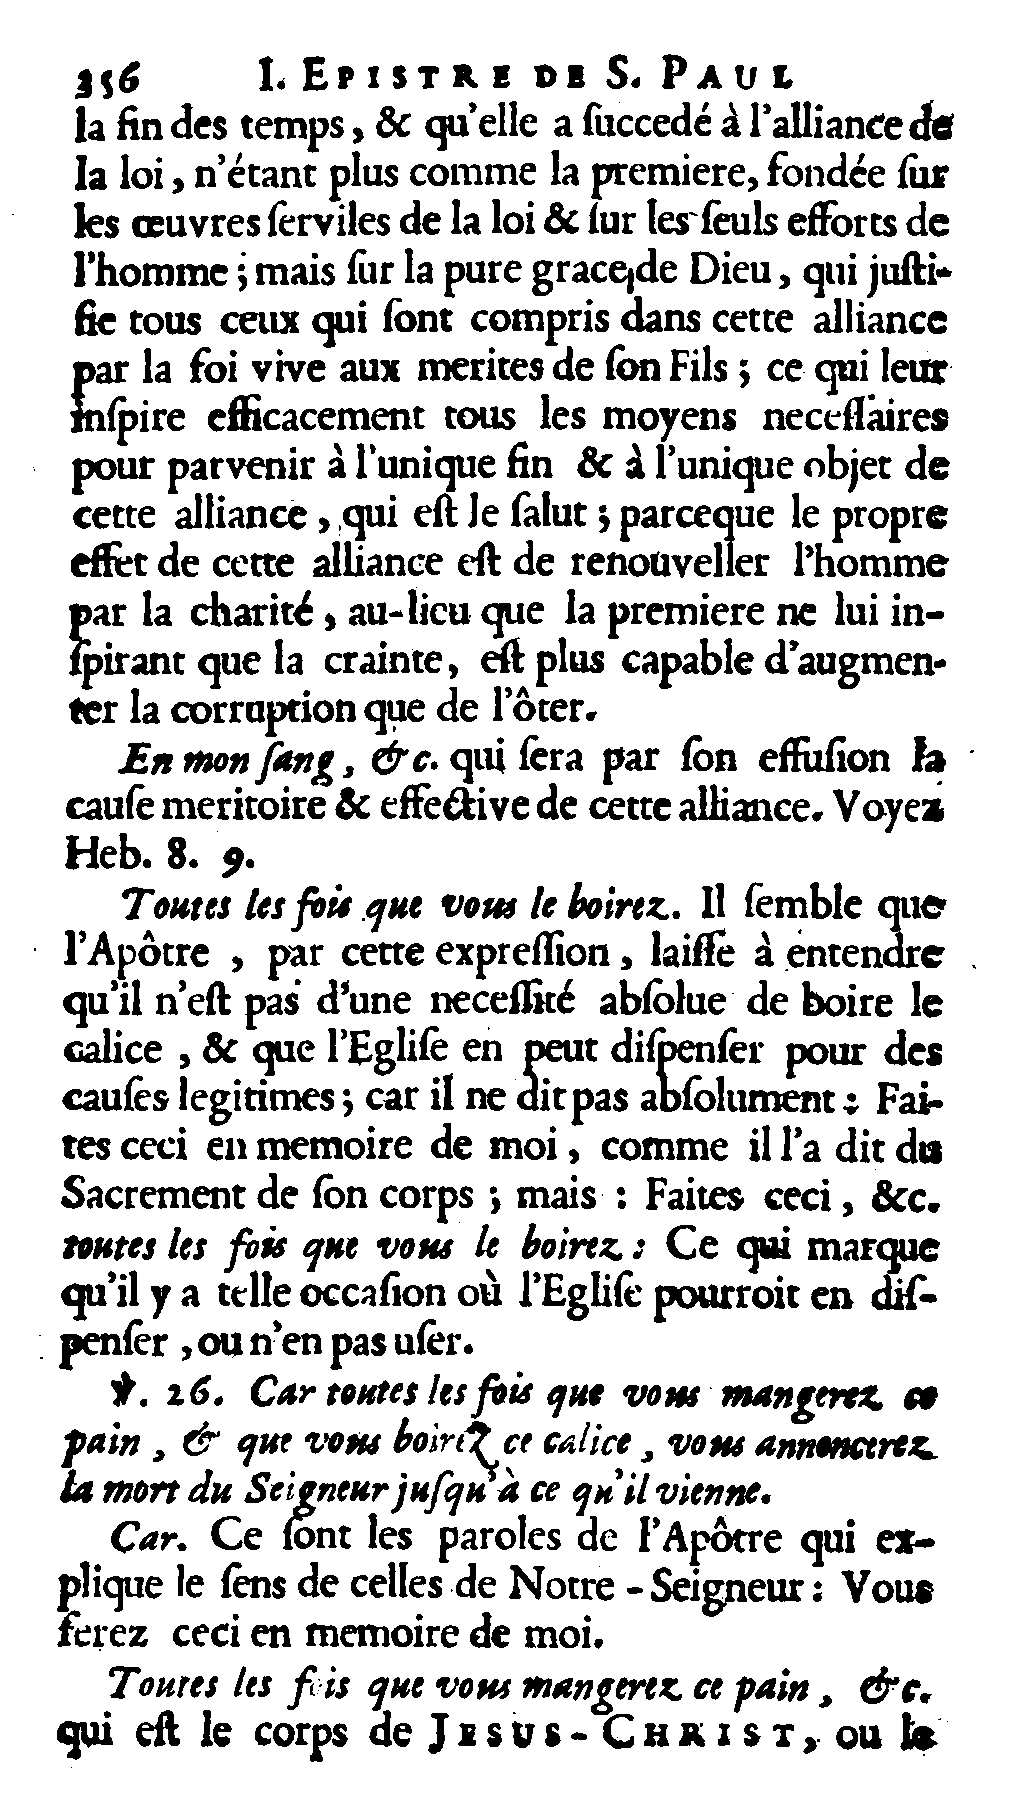 356 I. EPISTRE DE S. PAUL
la fin des temps, & qu'elle a ſuccedé à l'alliance de
la loi, n'étant plus comme la premiere, fondée ſur
les œuvres ſerviles de la loi & ſur les ſeuls efforts de
l'homme ; mais ſur la pure grace de Dieu, qui juſti-
fie tous ceux qui ſont compris dans cette alliance
par la foi vive aux merites de ſon Fils ; ce qui leur
inſpire efficacement tous les moyens neceſſaires
pour parvenir à l'unique fin & à l'unique objet de
cette alliance, qui eſt le ſalut ; parceque le propre
effet de cette alliance eſt de renouveller l'homme
par la charité, au-lieu que la premiere ne lui in-
ſpirant que la crainte, eſt plus capable d'augmen-
ter la corruption que de l'ôter.
En mon ſang, &c. qui ſera par ſon effuſion la
cauſe meritoire & effective de cette alliance. Voyez
Heb. 8. 9.
Toutes les fois que vous le boirez. Il ſemble que
l'Apôtre, par cette expreſſion, laiſſe à entendre
qu'il n'eſt pas d'une neceſſité abſolue de boire le
calice, & que l'Egliſe en peut diſpenſer pour des
cauſes legitimes ; car il ne dit pas abſolument : Fai-
tes ceci en memoire de moi, comme il l'a dit du
Sacrement de ſon corps ; mais : Faites ceci, &c.
toutes les fois que vous le boirez : Ce qui marque
qu'il y a telle occaſion où l'Egliſe pourroit en diſ-
penſer, ou n'en pas uſer.
℣. 26. Car toutes les fois que vous mangerez ce
pain, & que vous boirez ce calice, vous annoncerez
la mort du Seigneur juſqu'à ce qu'il vienne.
Car. Ce ſont les paroles de l'Apôtre qui ex-
plique le ſens de celles de Notre-Seigneur : Vous
ferez ceci en memoire de moi.
Toutes les fois que vous mangerez ce pain, &c.
qui eſt le corps de JESUS-CHRIST, ou le